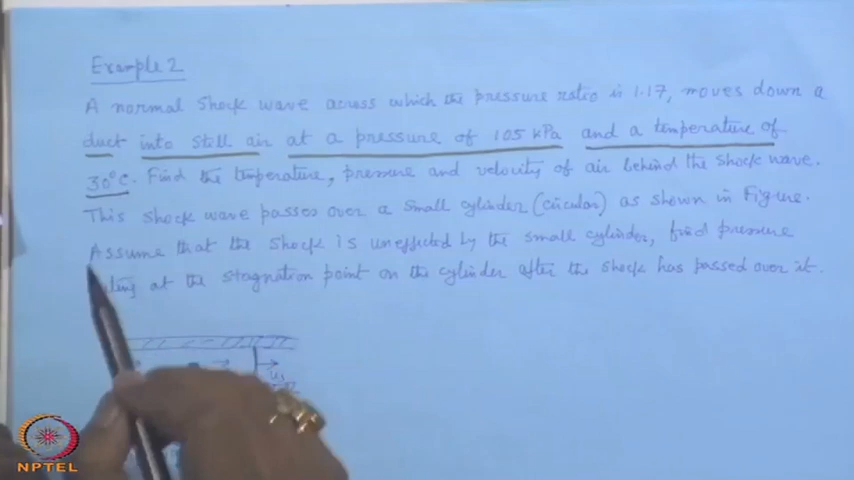 Example 2
A normal shock wave across which the pressure ratio is 1.17, moves down a
duct into still air at a pressure of 105 kPa and a temperature of
30°C. Find the temperature, pressure and velocity of air behind the shock wave.
This shock wave passes over a small cylinder (circular) as shown in Figure.
Assume that the shock is unaffected by the small cylinder, find pressure
at the stagnation point on the cylinder after the shock has passed over it.
NPTEL